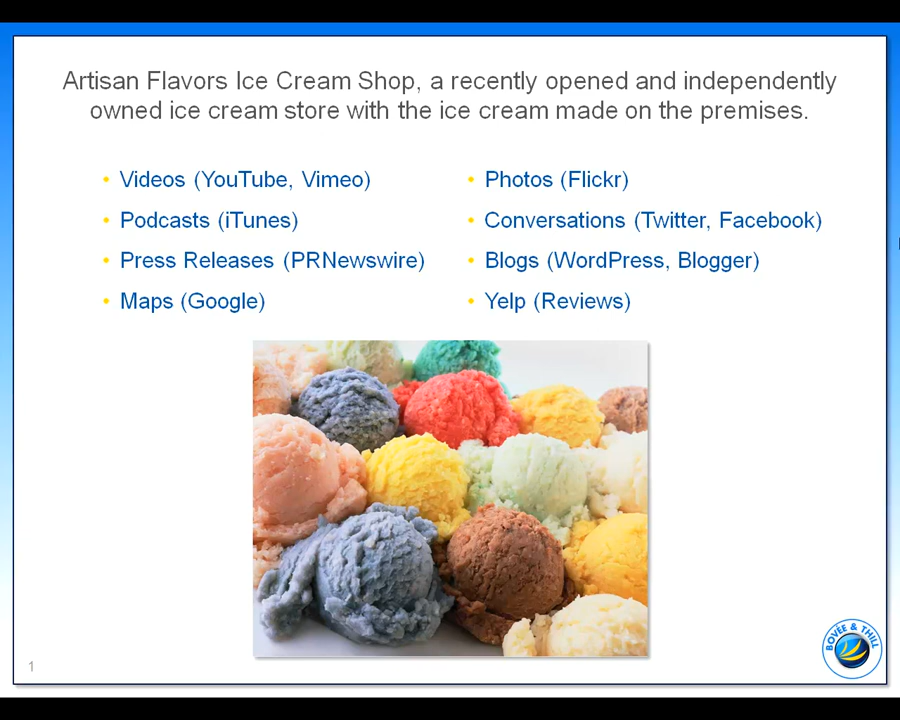 Artisan Flavors Ice Cream Shop, a recently opened and independently
owned ice cream store with the ice cream made on the premises.
• Videos (YouTube, Vimeo)
• Podcasts (iTunes)
• Press Releases (PRNewswire)
• Maps (Google)
• Photos (Flickr)
• Conversations (Twitter, Facebook)
• Blogs (WordPress, Blogger)
• Yelp (Reviews)
1
BOVÉE & THILL